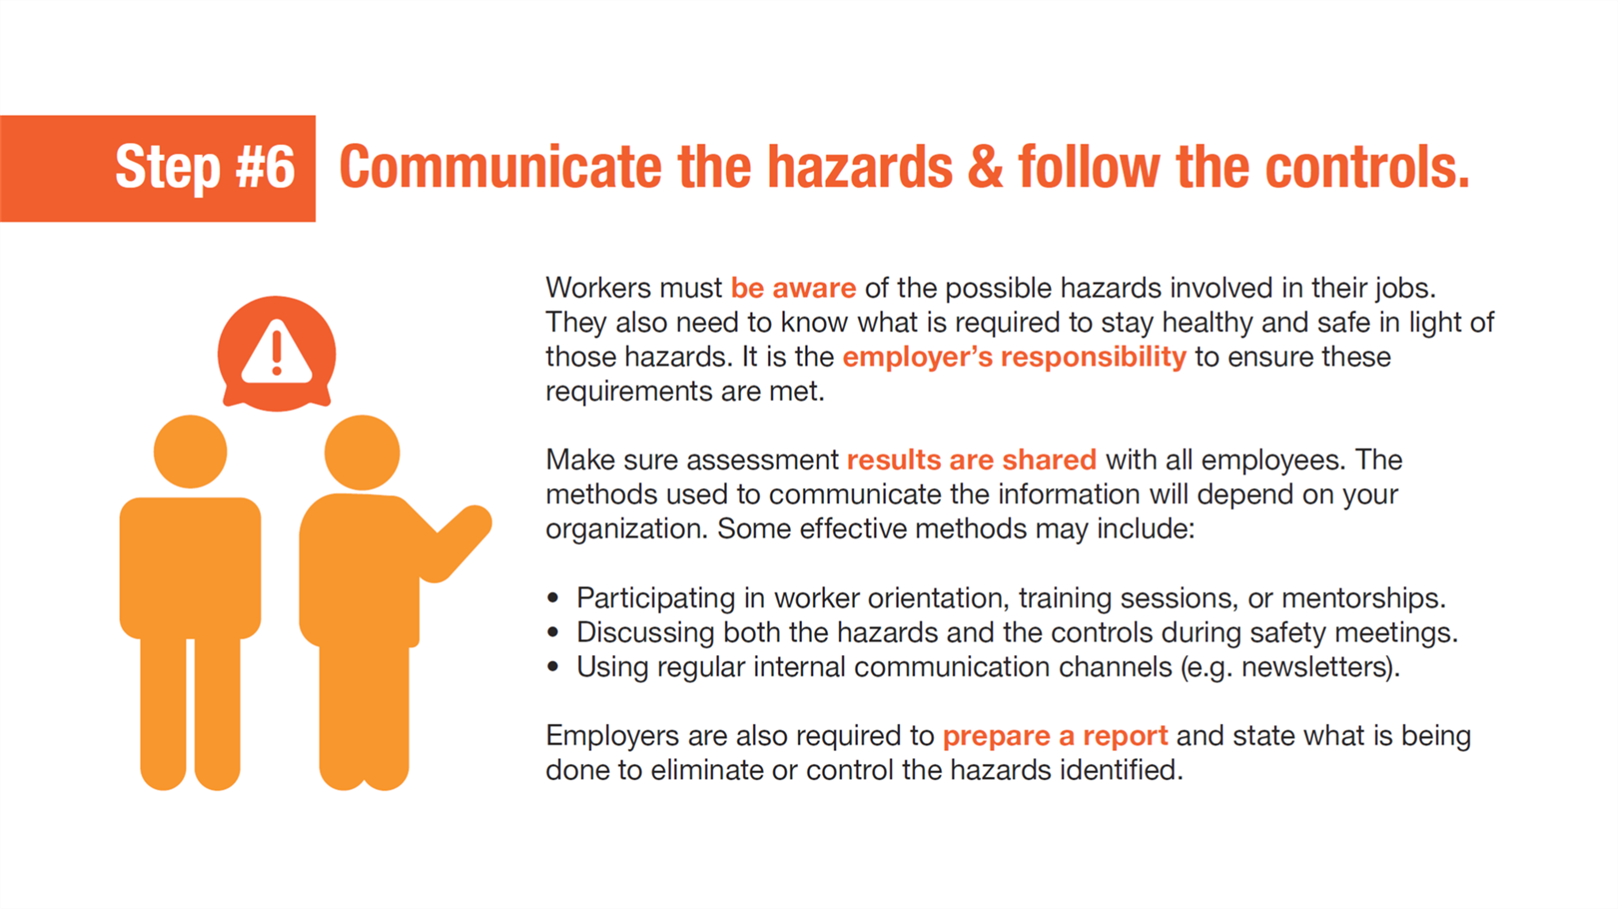 Step #6 Communicate the hazards & follow the controls.
Workers must be aware of the possible hazards involved in their jobs.
They also need to know what is required to stay healthy and safe in light of
those hazards. It is the employer’s responsibility to ensure these
requirements are met.
Make sure assessment results are shared with all employees. The
methods used to communicate the information will depend on your
organization. Some effective methods may include:
• Participating in worker orientation, training sessions, or mentorships.
• Discussing both the hazards and the controls during safety meetings.
• Using regular internal communication channels (e.g. newsletters).
Employers are also required to prepare a report and state what is being
done to eliminate or control the hazards identified.